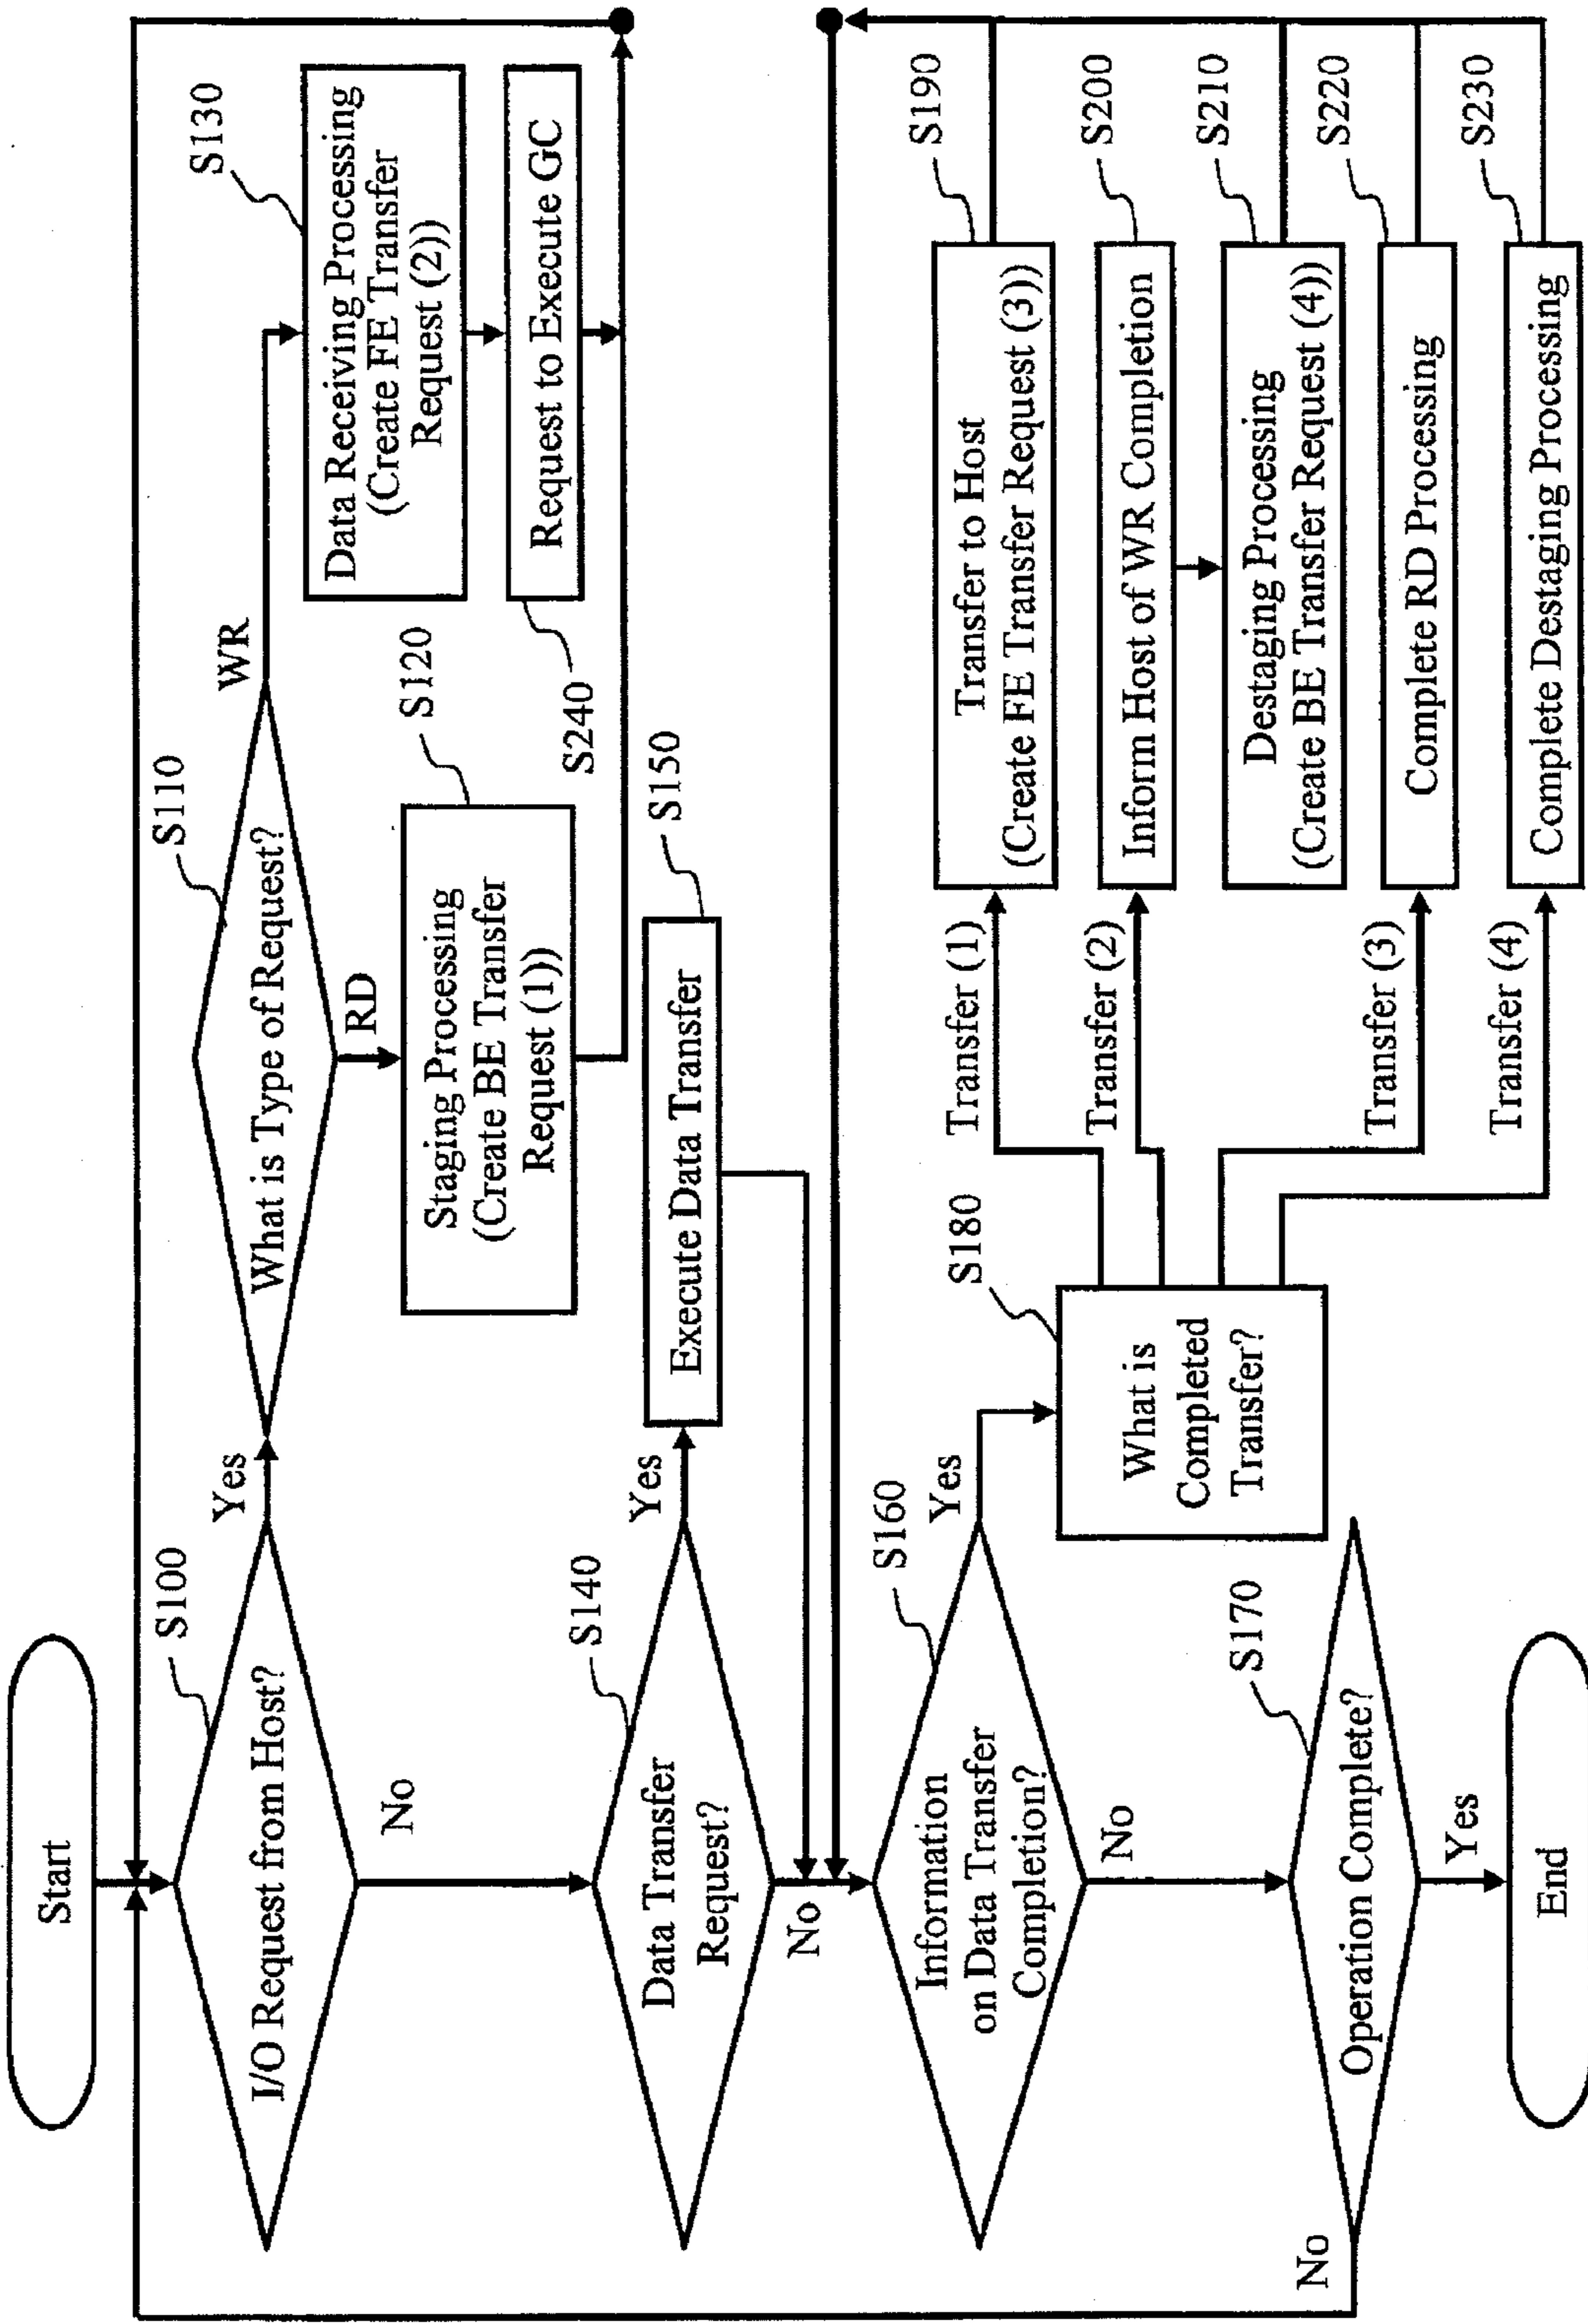 Start
S100
I/O Request from Host?
Yes
No
S110
What is Type of Request?
WR
RD
S120
Staging Processing
(Create BE Transfer
Request (1))
S130
Data Receiving Processing
(Create FE Transfer
Request (2))
S240
Request to Execute GC
S140
Data Transfer
Request?
Yes
No
S150
Execute Data Transfer
S160
Information
on Data Transfer
Completion?
Yes
No
S180
What is
Completed
Transfer?
Transfer (1)
Transfer (2)
Transfer (3)
Transfer (4)
S190
Transfer to Host
(Create FE Transfer Request (3))
S200
Inform Host of WR Completion
S210
Destaging Processing
(Create BE Transfer Request (4))
S220
Complete RD Processing
S230
Complete Destaging Processing
S170
Operation Complete?
No
Yes
End